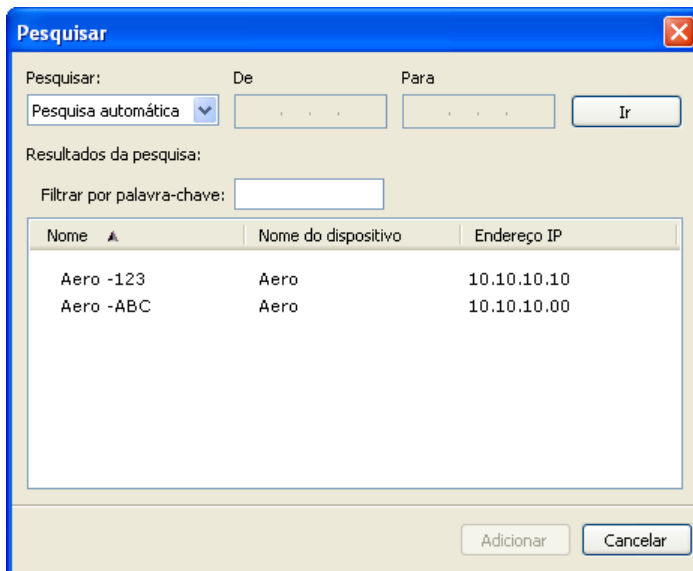 Pesquisar
Pesquisar: De Para
Pesquisa automática . . . . . . Ir
Resultados da pesquisa:
Filtrar por palavra-chave:
Nome Nome do dispositivo Endereço IP
Aero -123 Aero 10.10.10.10
Aero -ABC Aero 10.10.10.00
Adicionar Cancelar